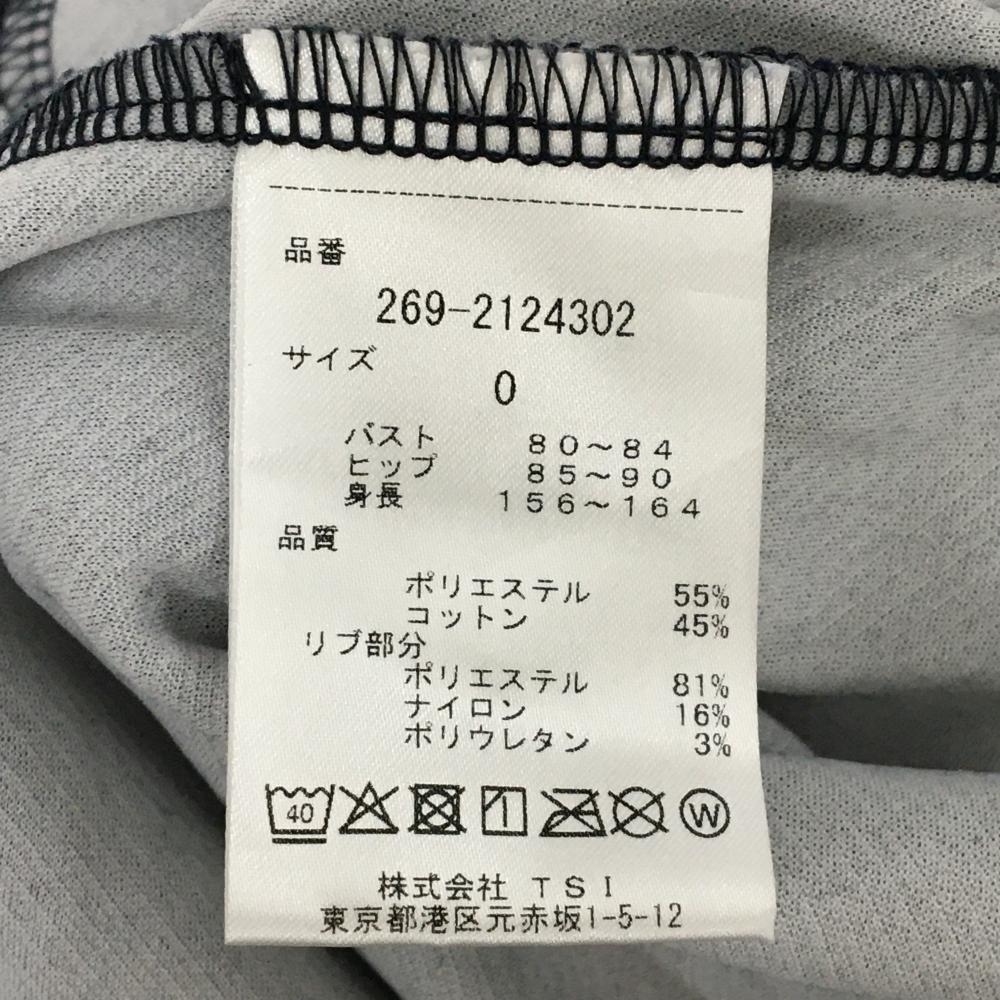 品番
269-2124302
サイズ
0
バスト 80～84
ヒップ 85～90
身長 156～164
品質
ポリエステル 55%
コットン 45%
リブ部分
ポリエステル 81%
ナイロン 16%
ポリウレタン 3%
40 W
株式会社 TSI
東京都港区元赤坂1-5-12